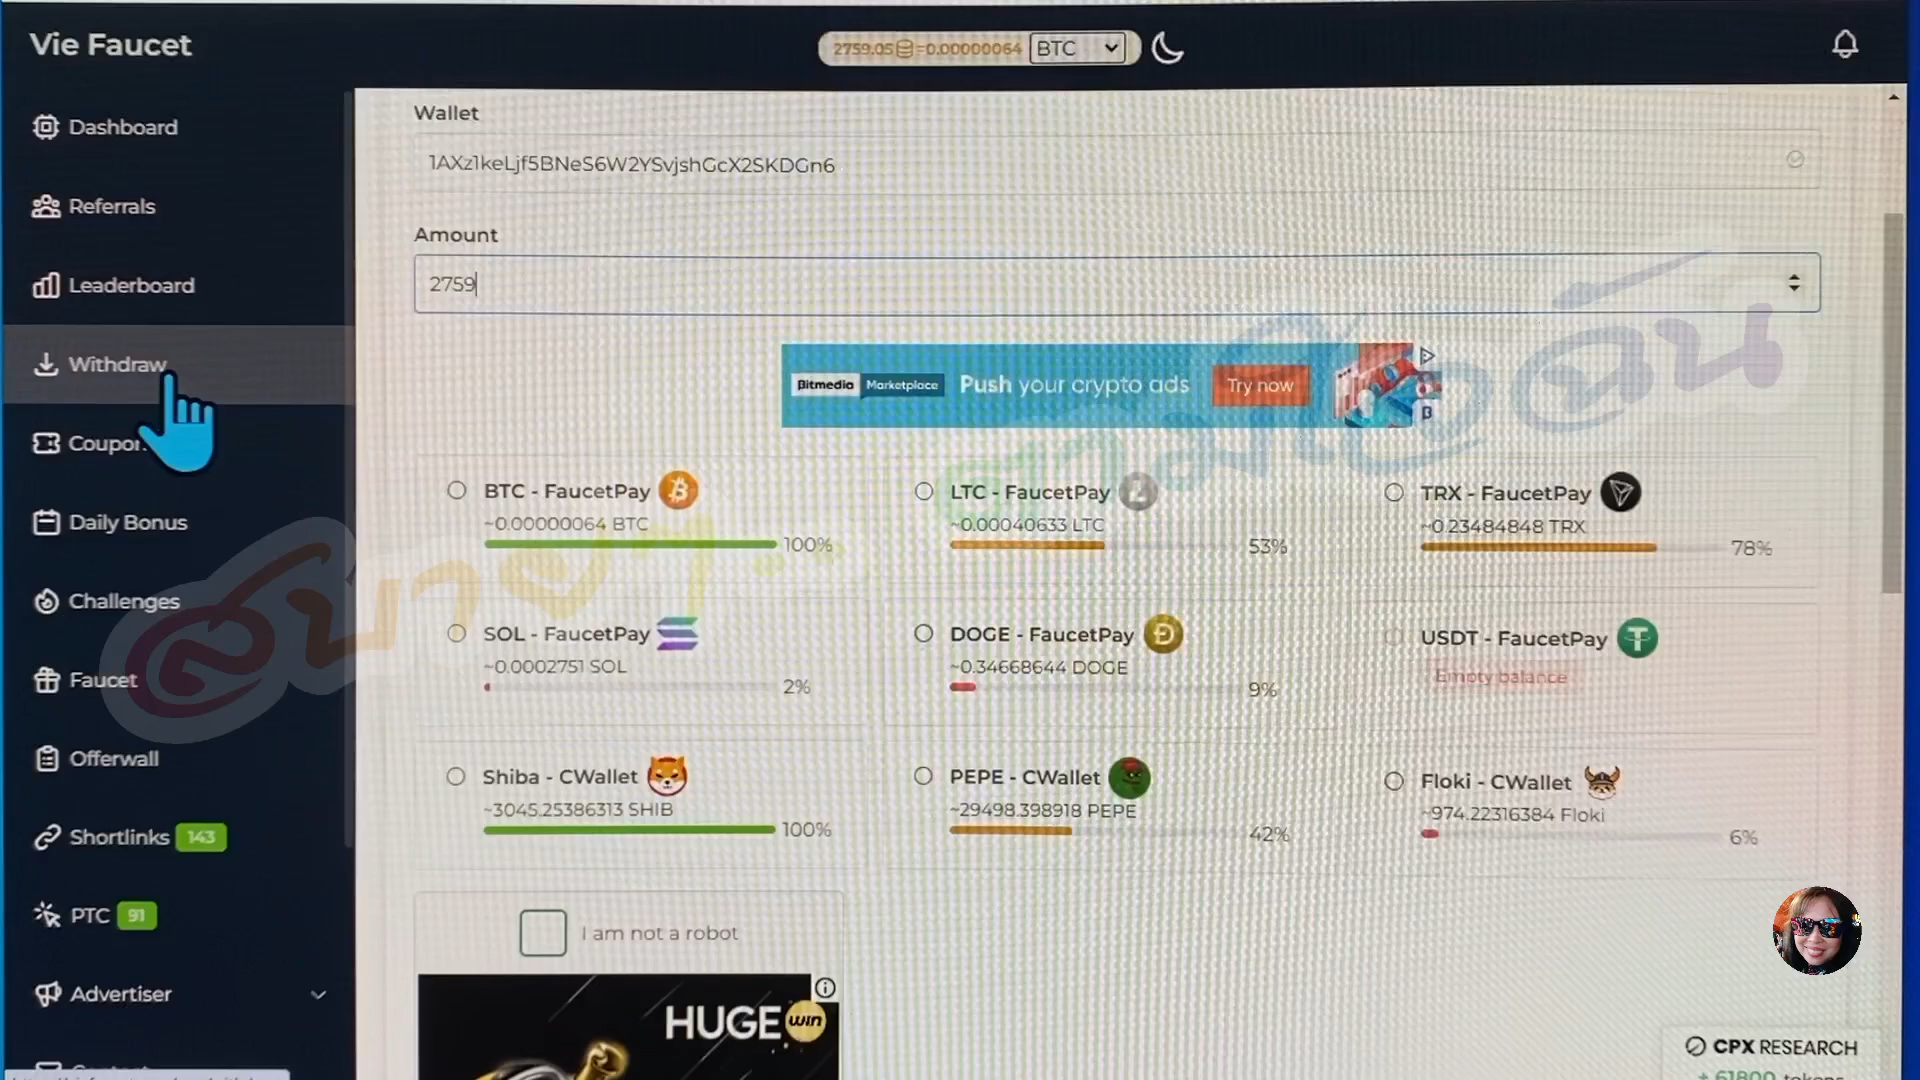 Vie Faucet
2759.05=0.00000064 BTC
Dashboard
Referrals
Leaderboard
Withdraw
Coupon
Daily Bonus
Challenges
Faucet
Offerwall
Shortlinks 143
PTC 91
Advertiser
Wallet
1AXz1keLjf5BNeS6W2YSvjshGcX2SKDGn6
Amount
2759
Bitmedia Marketplace Push your crypto ads Try now
BTC - FaucetPay
~0.00000064 BTC
100%
LTC - FaucetPay
~0.00040633 LTC
53%
TRX - FaucetPay
~0.23484848 TRX
78%
SOL - FaucetPay
~0.0002751 SOL
2%
DOGE - FaucetPay
~0.34668644 DOGE
9%
USDT - FaucetPay
Empty balance
Shiba - CWallet
~3045.25386313 SHIB
100%
PEPE - CWallet
~29498.398918 PEPE
42%
Floki - CWallet
~974.22316384 Floki
6%
I am not a robot
HUGE win
CPX RESEARCH
+ 61800 tokens